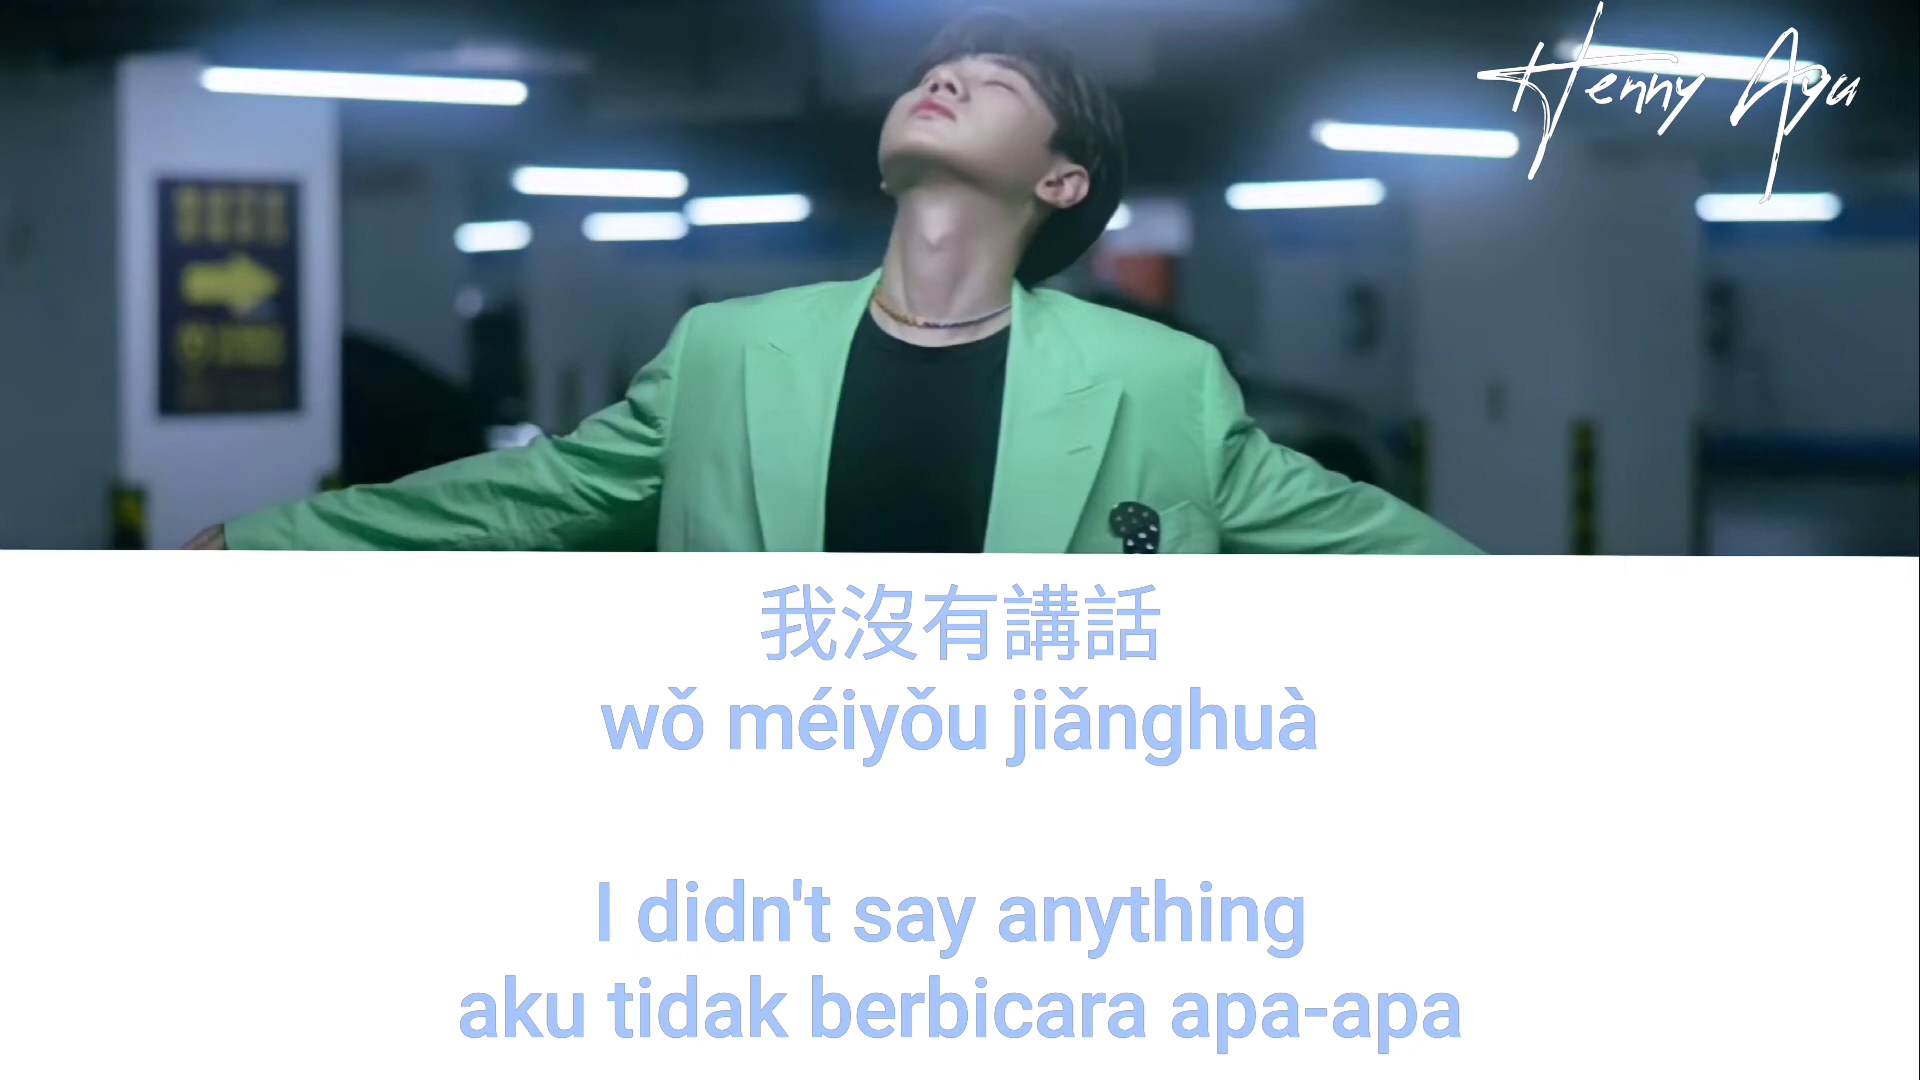 Henny Ayu
我沒有講話
wǒ méiyǒu jiǎnghuà
I didn't say anything
aku tidak berbicara apa-apa